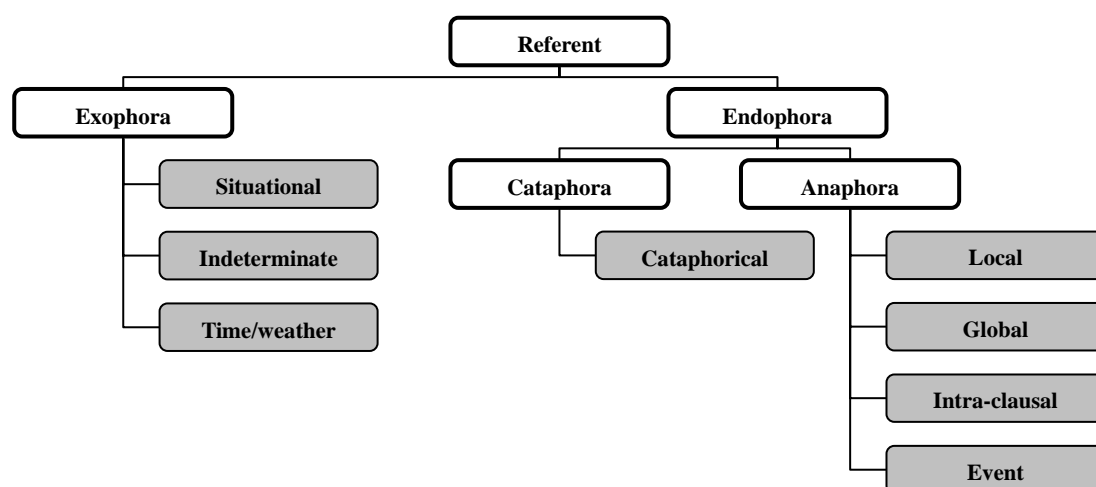 Referent
Exophora
Endophora
Situational
Indeterminate
Time/weather
Cataphora
Anaphora
Cataphorical
Local
Global
Intra-clausal
Event